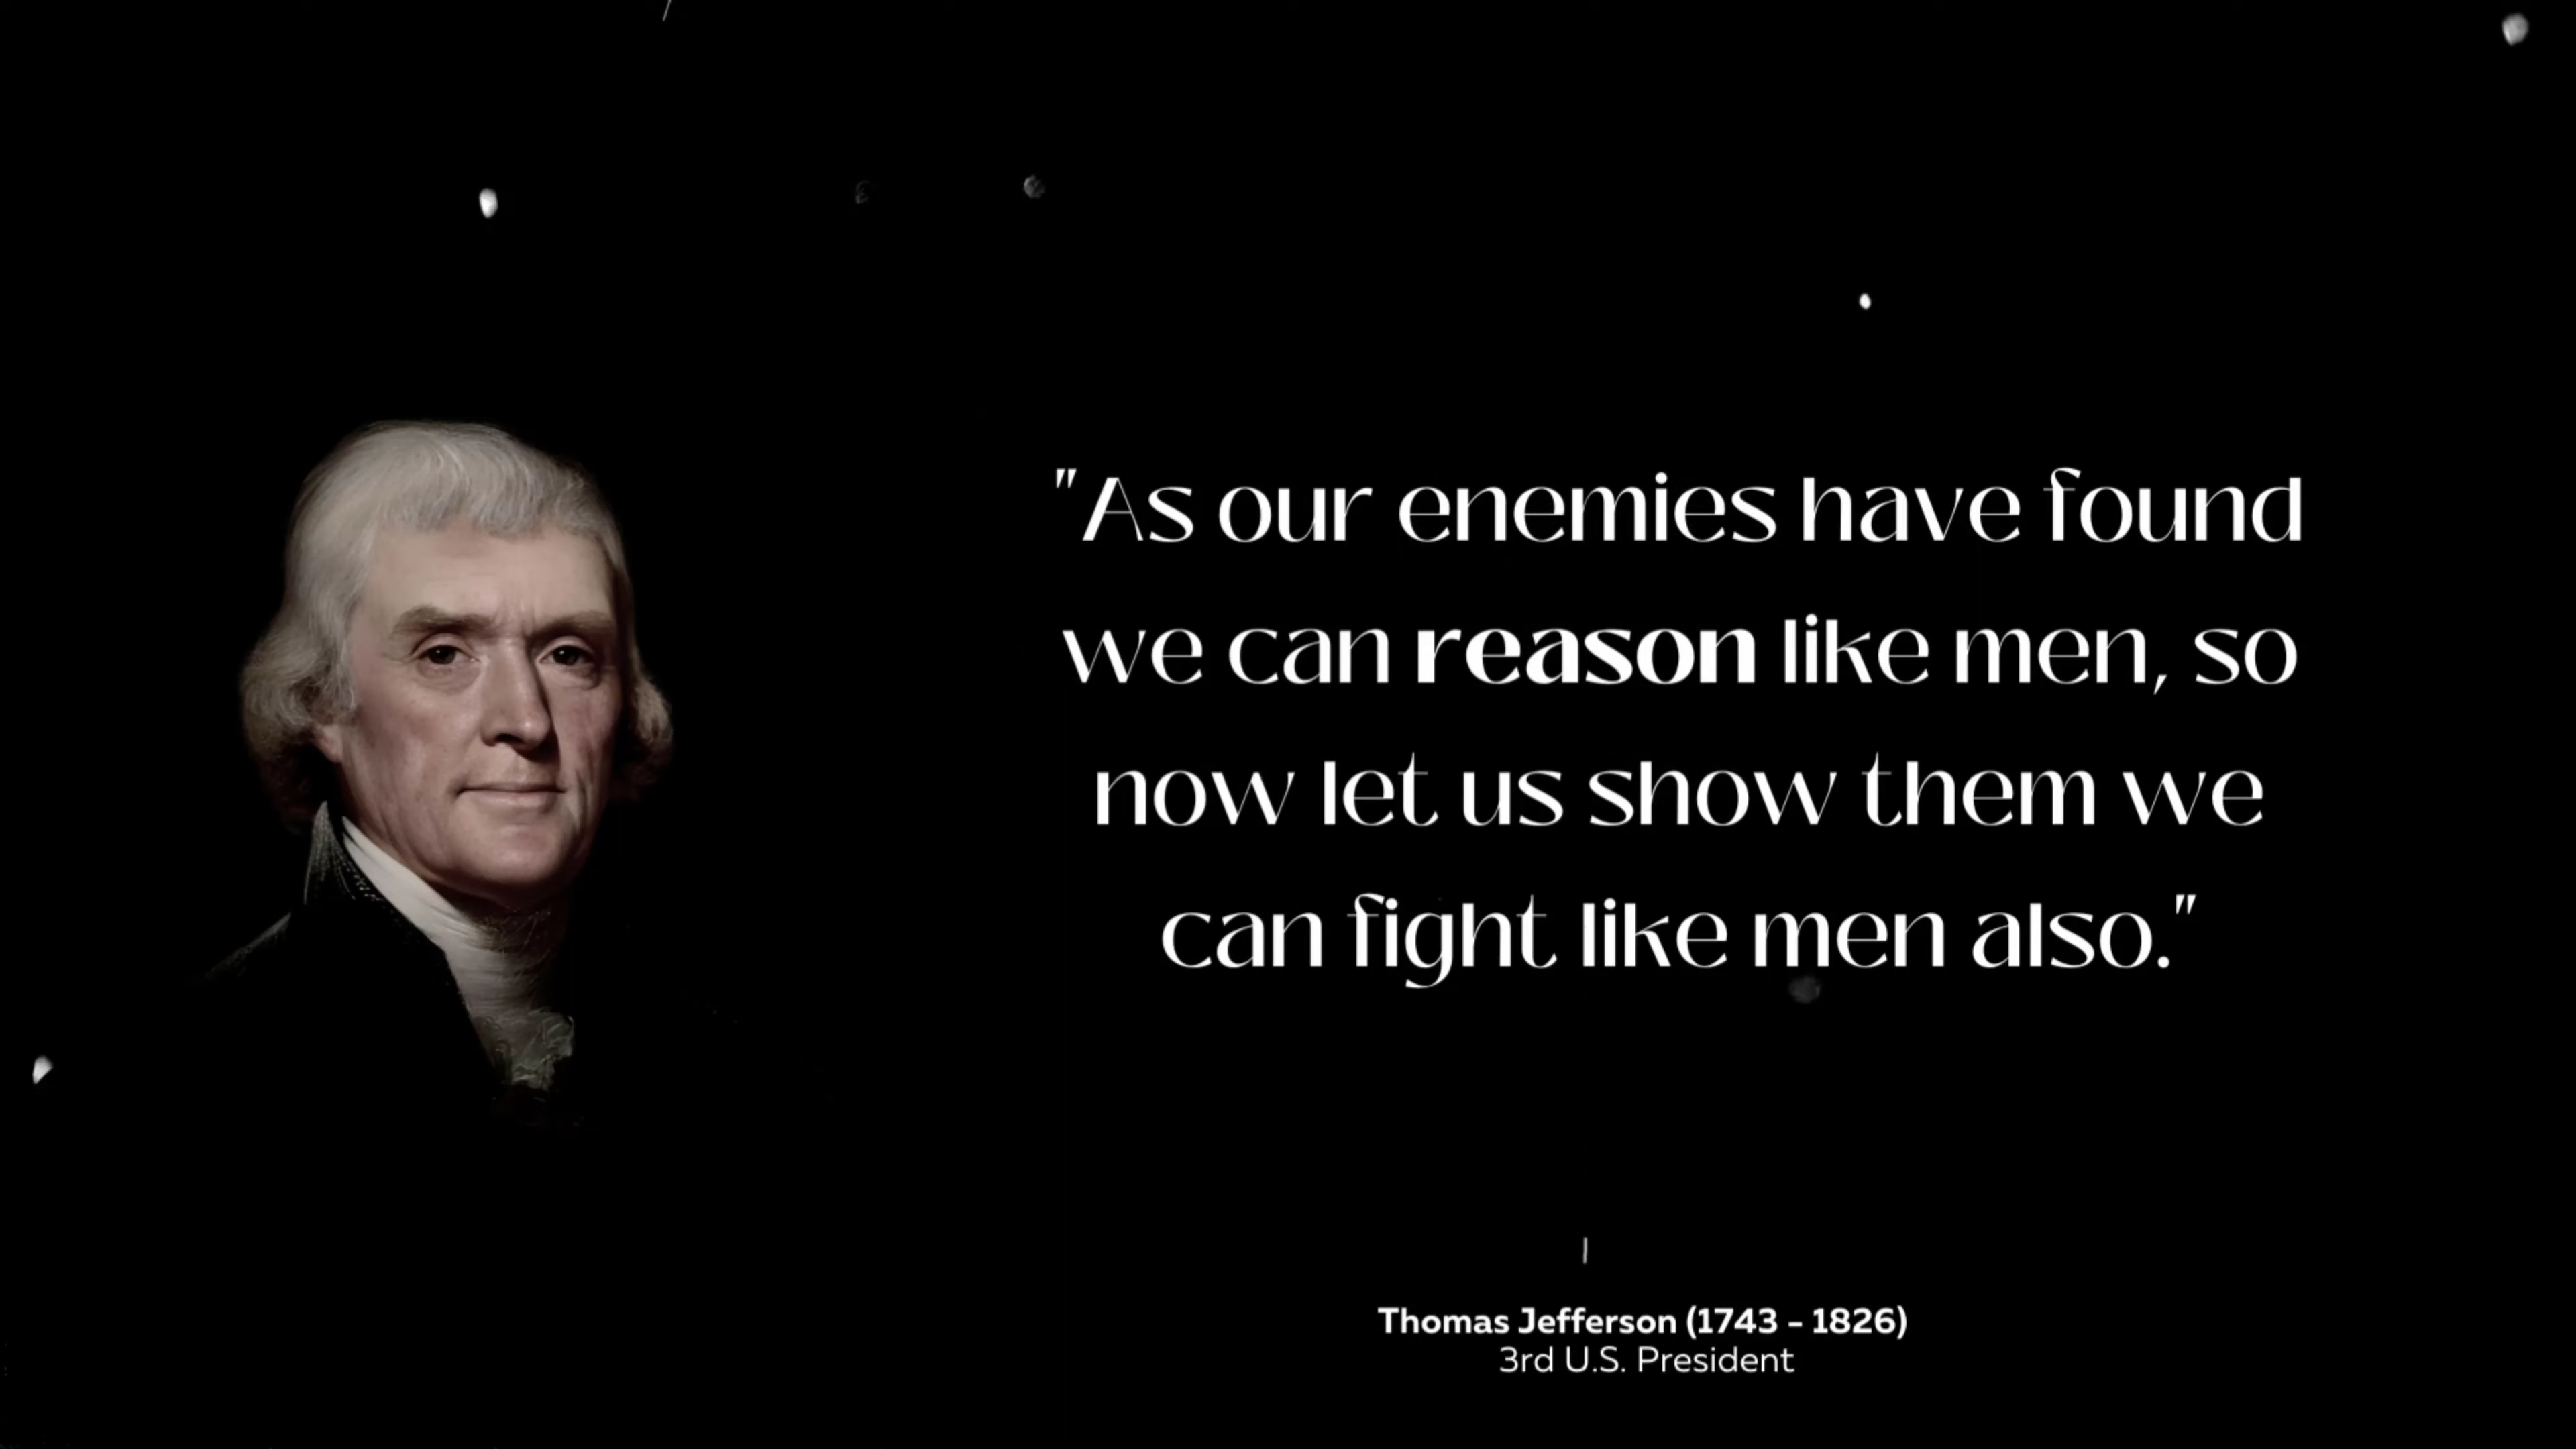 "As our enemies have found
we can reason like men, so
now let us show them we
can fight like men also."
Thomas Jefferson (1743 - 1826)
3rd U.S. President